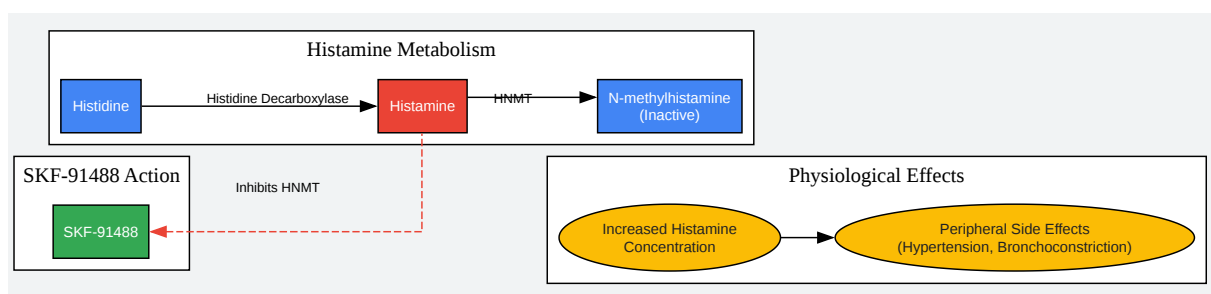 Histamine Metabolism
Histidine
Histidine Decarboxylase
Histamine
HNMT
N-methylhistamine
(Inactive)
SKF-91488 Action
Inhibits HNMT
SKF-91488
Physiological Effects
Increased Histamine
Concentration
Peripheral Side Effects
(Hypertension, Bronchoconstriction)